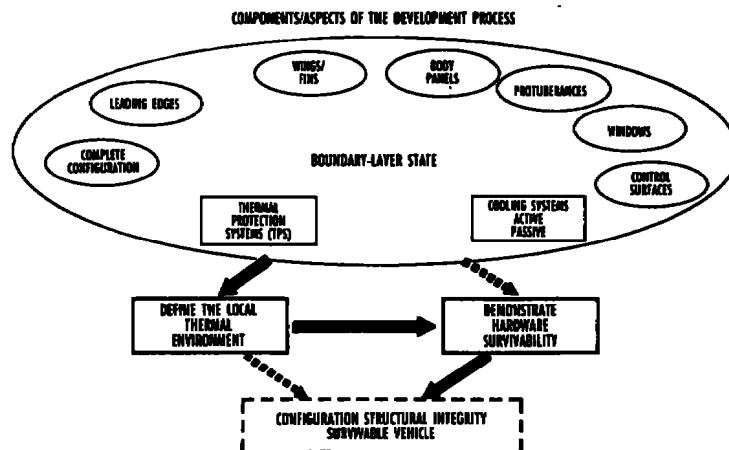 COMPONENTS/ASPECTS OF THE DEVELOPMENT PROCESS
WINGS/
FINS
BODY
PANELS
PROTUBERANCES
LEADING EDGES
WINDOWS
COMPLETE
CONFIGURATION
BOUNDARY-LAYER STATE
CONTROL
SURFACES
THERMAL
PROTECTION
SYSTEMS (TPS)
COOLING SYSTEMS
ACTIVE
PASSIVE
DEFINE THE LOCAL
THERMAL
ENVIRONMENT
DEMONSTRATE
HARDWARE
SURVIVABILITY
CONFIGURATION STRUCTURAL INTEGRITY
SURVIVABLE VEHICLE